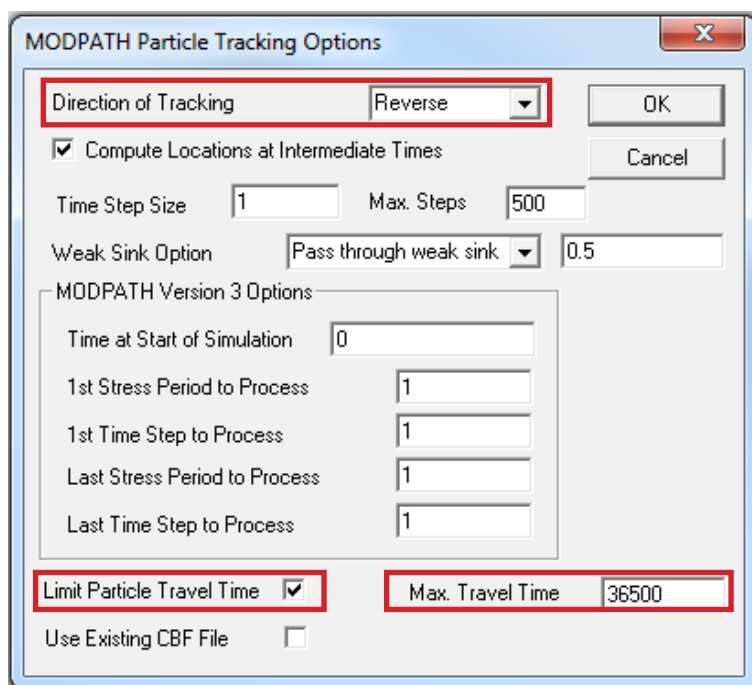 MODPATH Particle Tracking Options
Direction of Tracking Reverse OK
Compute Locations at Intermediate Times
Cancel
Time Step Size 1 Max. Steps 500
Weak Sink Option Pass through weak sink 0.5
MODPATH Version 3 Options
Time at Start of Simulation 0
1st Stress Period to Process 1
1st Time Step to Process 1
Last Stress Period to Process 1
Last Time Step to Process 1
Limit Particle Travel Time Max. Travel Time 36500
Use Existing CBF File